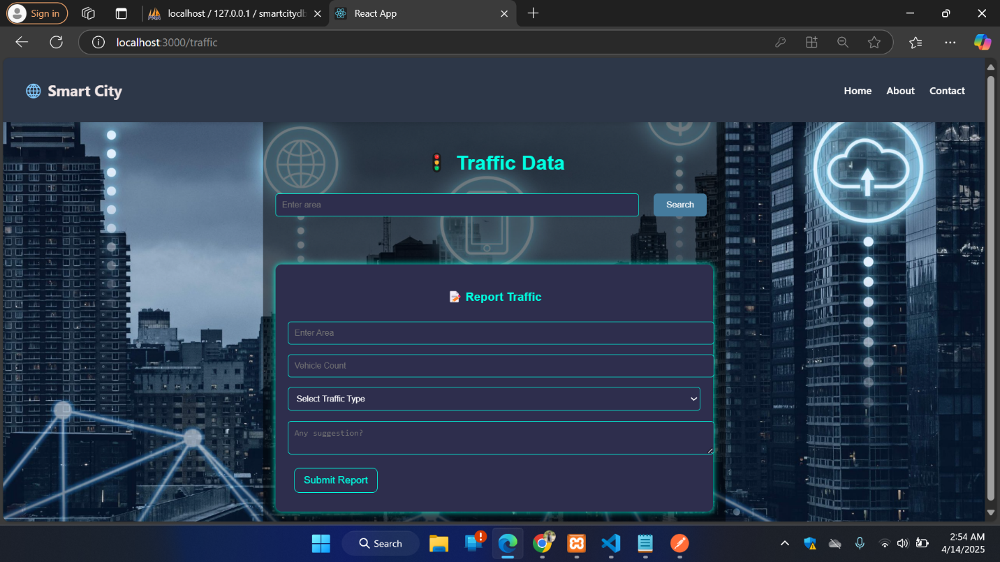 Sign in
localhost / 127.0.0.1 / smartcitydb
React App
localhost:3000/traffic
Smart City
Home About Contact
Traffic Data
Enter area
Search
Report Traffic
Enter Area
Vehicle Count
Select Traffic Type
Any suggestion?
Submit Report
Search
2:54 AM
4/14/2025